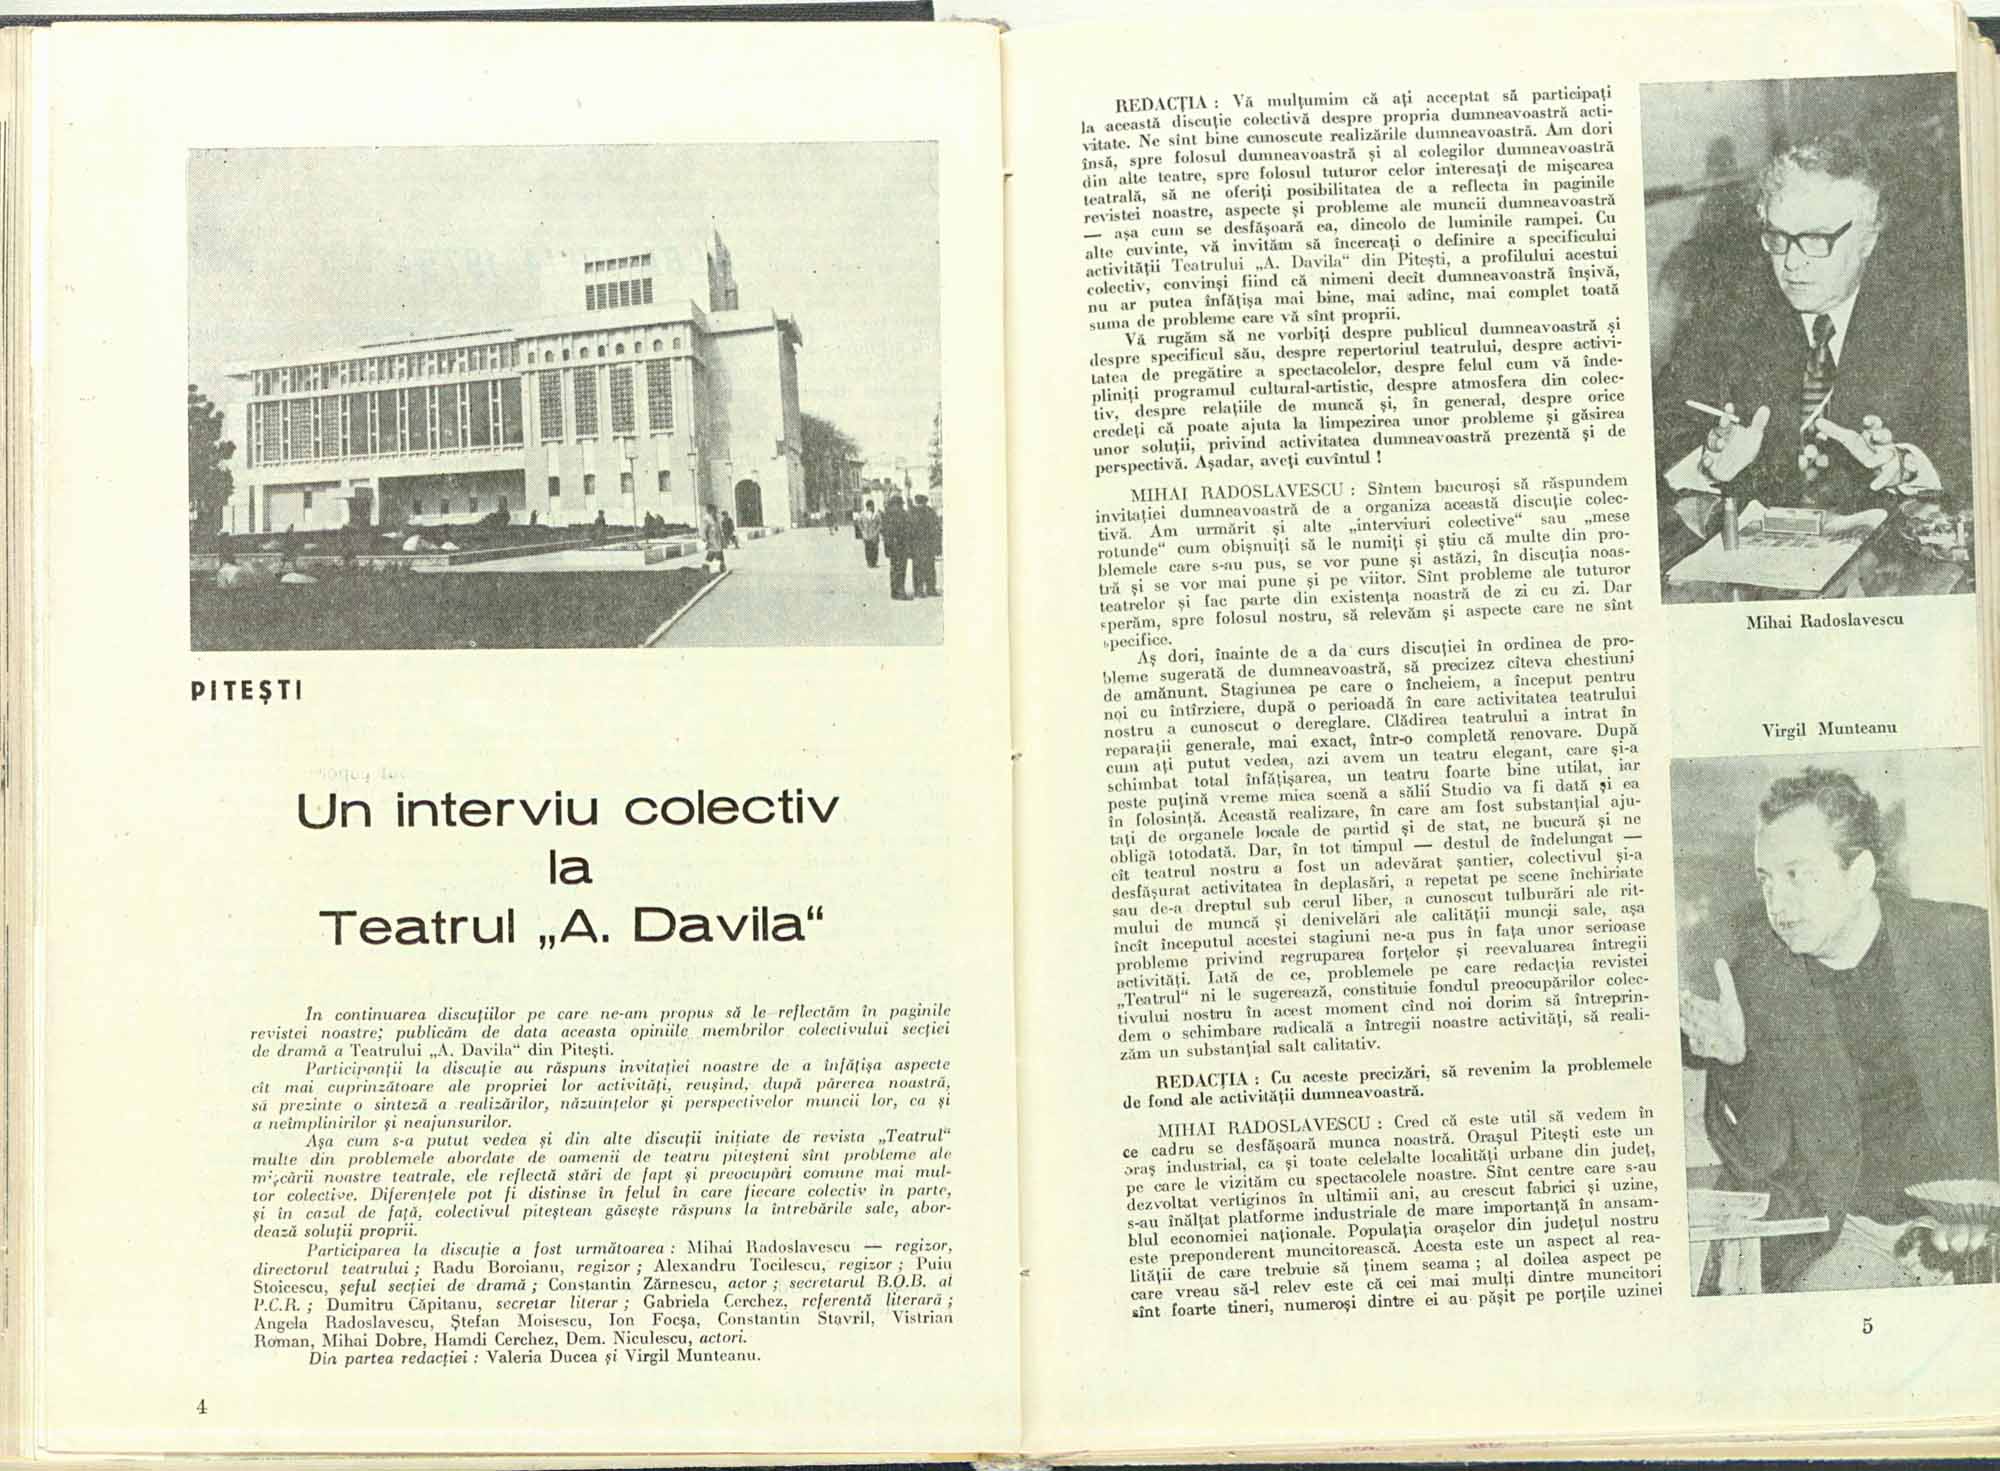 PITEŞTI
Un interviu colectiv
la
Teatrul „A. Davila“
In continuarea discuţiilor pe care ne-am propus să le reflectăm în paginile
revistei noastre; publicăm de data aceasta opiniile membrilor colectivului secţiei
de dramă a Teatrului „A. Davila“ din Piteşti.
Participanţii la discuţie au răspuns invitaţiei noastre de a înfăţişa aspecte
cît mai cuprinzătoare ale propriei lor activităţi, reuşind, după părerea noastră,
să prezinte o sinteză a realizărilor, năzuinţelor şi perspectivelor muncii lor, ca şi
a neîmplinirilor şi neajunsurilor.
Aşa cum s-a putut vedea şi din alte discuţii iniţiate de revista „Teatrul“
multe din problemele abordate de oamenii de teatru piteşteni sînt probleme ale
mişcării noastre teatrale, ele reflectă stări de fapt şi preocupări comune mai mul-
tor colective. Diferenţele pot fi distinse în felul în care fiecare colectiv în parte,
şi în cazul de faţă, colectivul piteştean găseşte răspuns la întrebările sale, abor-
dează soluţii proprii.
Participarea la discuţie a fost următoarea : Mihai Radoslavescu — regizor,
directorul teatrului ; Radu Boroianu, regizor ; Alexandru Tocilescu, regizor ; Puiu
Stoicescu, şeful secţiei de dramă ; Constantin Zărnescu, actor ; secretarul B.O.B. al
P.C.R. ; Dumitru Căpitanu, secretar literar ; Gabriela Cerchez, referentă literară ;
Angela Radoslavescu, Ştefan Moisescu, Ion Focşa, Constantin Stavril, Vistrian
Roman, Mihai Dobre, Hamdi Cerchez, Dem. Niculescu, actori.
Din partea redacţiei : Valeria Ducea şi Virgil Munteanu.
4
REDACŢIA : Vă mulţumim că aţi acceptat să participaţi
la această discuţie colectivă despre propria dumneavoastră acti-
vitate. Ne sînt bine cunoscute realizările dumneavoastră. Am dori
însă, spre folosul dumneavoastră şi al colegilor dumneavoastră
din alte teatre, spre folosul tuturor celor interesaţi de mişcarea
teatrală, să ne oferiţi posibilitatea de a reflecta în paginile
revistei noastre, aspecte şi probleme ale muncii dumneavoastră
— aşa cum se desfăşoară ea, dincolo de luminile rampei. Cu
alte cuvinte, vă invităm să încercaţi o definire a specificului
activităţii Teatrului „A. Davila“ din Piteşti, a profilului acestui
colectiv, convinşi fiind că nimeni decît dumneavoastră înşivă,
nu ar putea înfăţişa mai bine, mai adînc, mai complet toată
suma de probleme care vă sînt proprii.
Vă rugăm să ne vorbiţi despre publicul dumneavoastră şi
despre specificul său, despre repertoriul teatrului, despre activi-
tatea de pregătire a spectacolelor, despre felul cum vă înde-
pliniţi programul cultural-artistic, despre atmosfera din colec-
tiv, despre relaţiile de muncă şi, în general, despre orice
credeţi că poate ajuta la limpezirea unor probleme şi găsirea
unor soluţii, privind activitatea dumneavoastră prezentă şi de
perspectivă. Aşadar, aveţi cuvîntul !
MIHAI RADOSLAVESCU : Sîntem bucuroşi să răspundem
invitaţiei dumneavoastră de a organiza această discuţie colec-
tivă. Am urmărit şi alte „interviuri colective“ sau „mese
rotunde“ cum obişnuiţi să le numiţi şi ştiu că multe din pro-
blemele care s-au pus, se vor pune şi astăzi, în discuţia noas-
tră şi se vor mai pune şi pe viitor. Sînt probleme ale tuturor
teatrelor şi fac parte din existenţa noastră de zi cu zi. Dar
sperăm, spre folosul nostru, să relevăm şi aspecte care ne sînt
specifice.
Aş dori, înainte de a da curs discuţiei în ordinea de pro-
bleme sugerată de dumneavoastră, să precizez cîteva chestiuni
de amănunt. Stagiunea pe care o încheiem, a început pentru
noi cu întîrziere, după o perioadă în care activitatea teatrului
nostru a cunoscut o dereglare. Clădirea teatrului a intrat în
reparaţii generale, mai exact, într-o completă renovare. După
cum aţi putut vedea, azi avem un teatru elegant, care şi-a
schimbat total înfăţişarea, un teatru foarte bine utilat, iar
peste puţină vreme mica scenă a sălii Studio va fi dată şi ea
în folosinţă. Această realizare, în care am fost substanţial aju-
taţi de organele locale de partid şi de stat, ne bucură şi ne
obligă totodată. Dar, în tot timpul — destul de îndelungat —
cît teatrul nostru a fost un adevărat şantier, colectivul şi-a
desfăşurat activitatea în deplasări, a repetat pe scene închiriate
sau de-a dreptul sub cerul liber, a cunoscut tulburări ale rit-
mului de muncă şi denivelări ale calităţii muncii sale, aşa
încît începutul acestei stagiuni ne-a pus în faţa unor serioase
probleme privind regruparea forţelor şi reevaluarea întregii
activităţi. Iată de ce, problemele pe care redacţia revistei
„Teatrul“ ni le sugerează, constituie fondul preocupărilor colec-
tivului nostru în acest moment cînd noi dorim să întreprin-
dem o schimbare radicală a întregii noastre activităţi, să reali-
zăm un substanţial salt calitativ.
REDACŢIA : Cu aceste precizări, să revenim la problemele
de fond ale activităţii dumneavoastră.
MIHAI RADOSLAVESCU : Cred că este util să vedem în
ce cadru se desfăşoară munca noastră. Oraşul Piteşti este un
oraş industrial, ca şi toate celelalte localităţi urbane din judeţ,
pe care le vizităm cu spectacolele noastre. Sînt centre care s-au
dezvoltat vertiginos în ultimii ani, au crescut fabrici şi uzine,
s-au înălţat platforme industriale de mare importanţă în ansam-
blul economiei naţionale. Populaţia oraşelor din judeţul nostru
este preponderent muncitorească. Acesta este un aspect al rea-
lităţii de care trebuie să ţinem seama ; al doilea aspect pe
care vreau să-l relev este că cei mai mulţi dintre muncitori
sînt foarte tineri, numeroşi dintre ei au păşit pe porţile uzinei
Mihai Radoslavescu
Virgil Munteanu
5